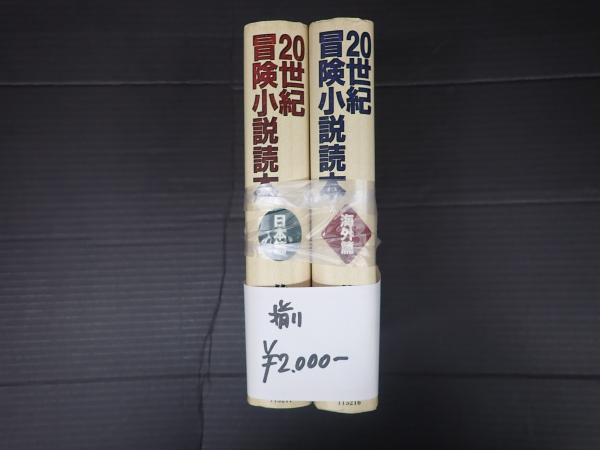 20世紀
冒険小説読本
日本篇
20世紀
冒険小説読本
海外篇
揃
¥2.000-